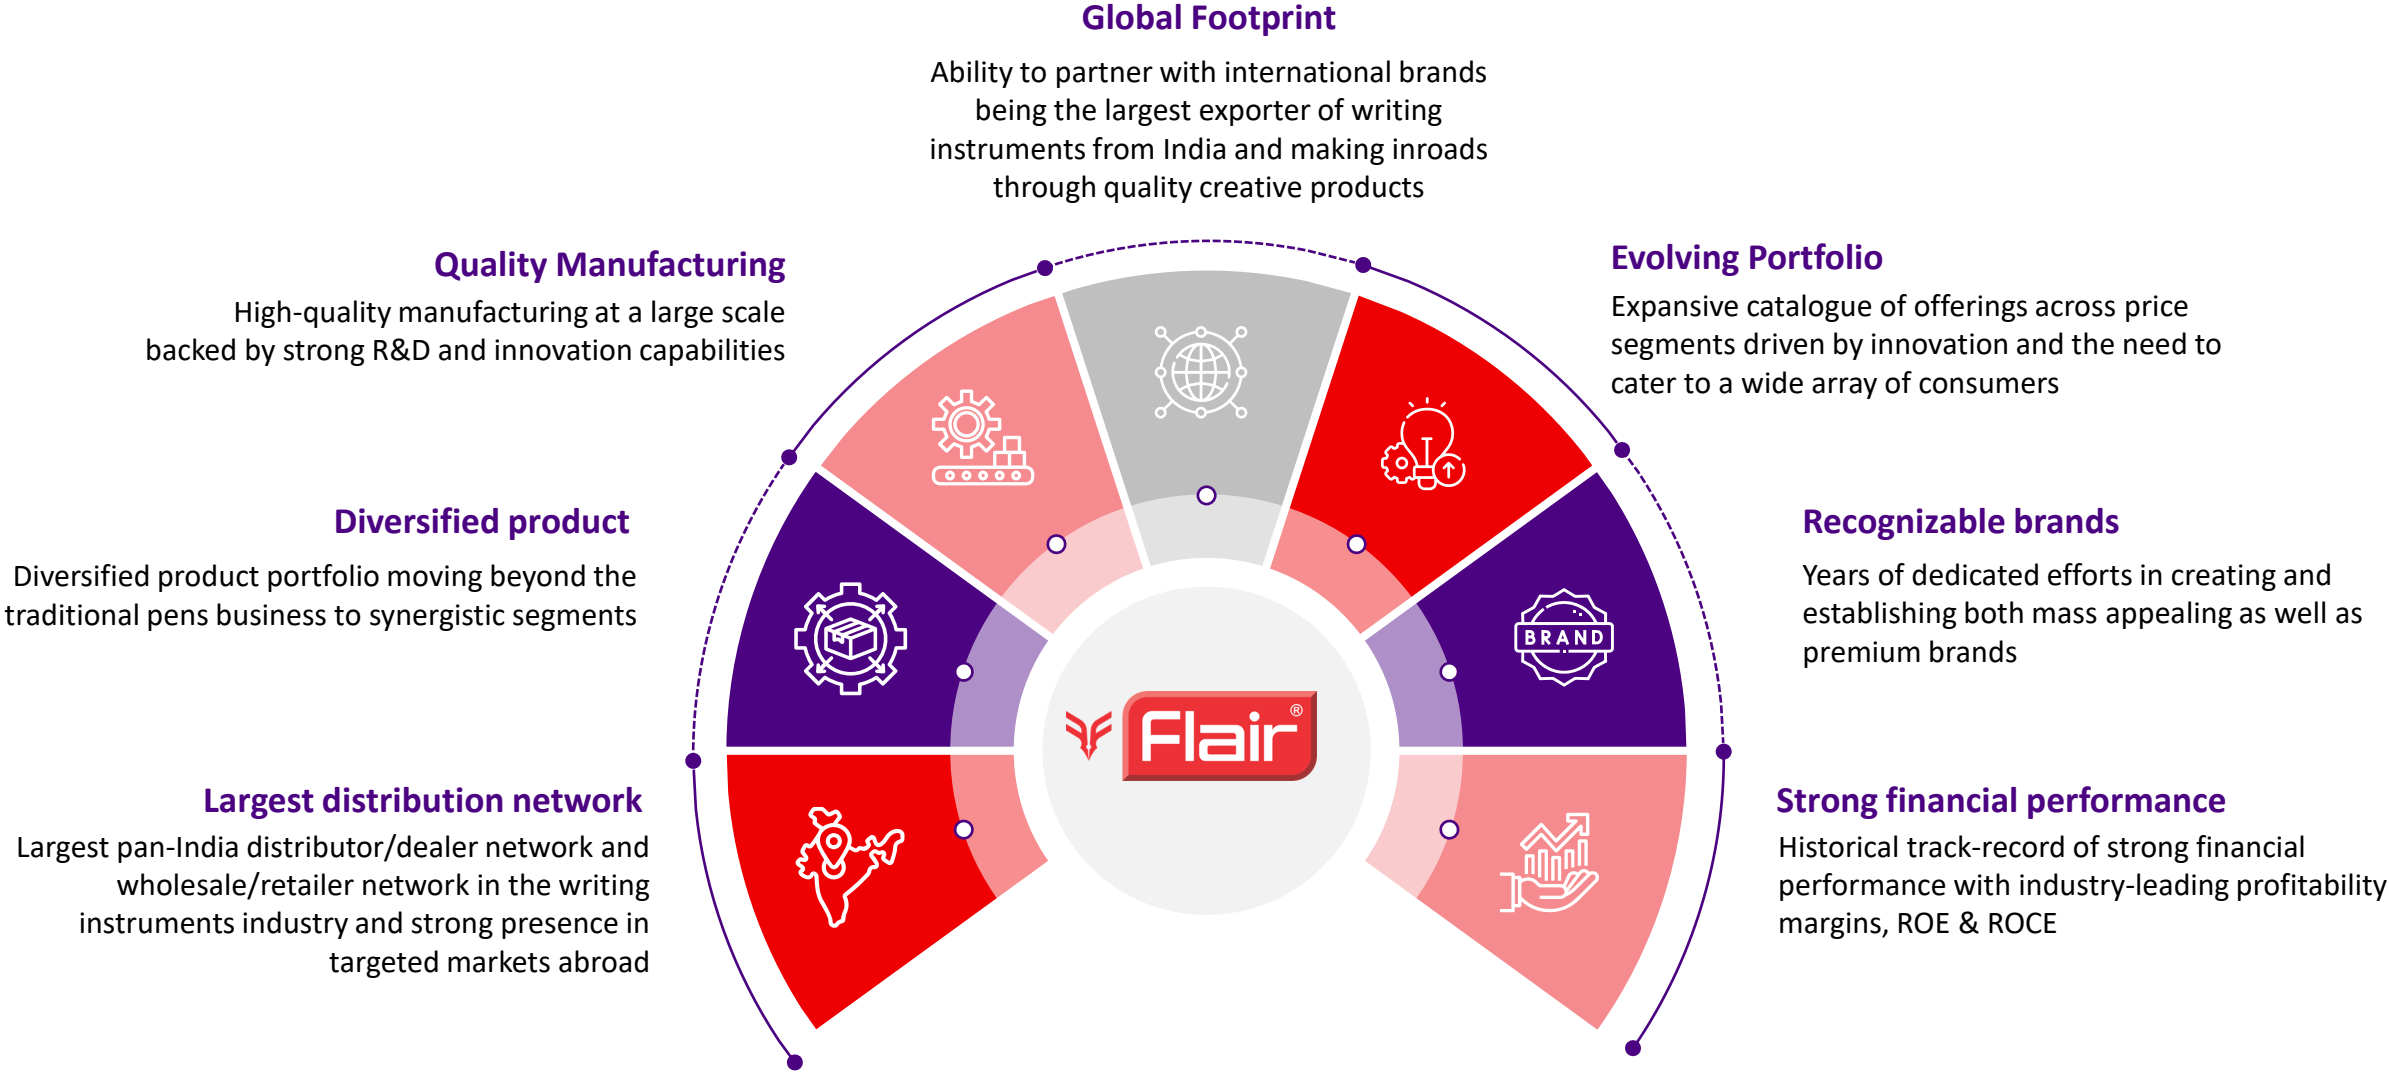 Global Footprint
Ability to partner with international brands
being the largest exporter of writing
instruments from India and making inroads
through quality creative products
Quality Manufacturing
High-quality manufacturing at a large scale
backed by strong R&D and innovation capabilities
Evolving Portfolio
Expansive catalogue of offerings across price
segments driven by innovation and the need to
cater to a wide array of consumers
Diversified product
Diversified product portfolio moving beyond the
traditional pens business to synergistic segments
Recognizable brands
Years of dedicated efforts in creating and
establishing both mass appealing as well as
premium brands
BRAND
Flair®
Largest distribution network
Largest pan-India distributor/dealer network and
wholesale/retailer network in the writing
instruments industry and strong presence in
targeted markets abroad
Strong financial performance
Historical track-record of strong financial
performance with industry-leading profitability
margins, ROE & ROCE